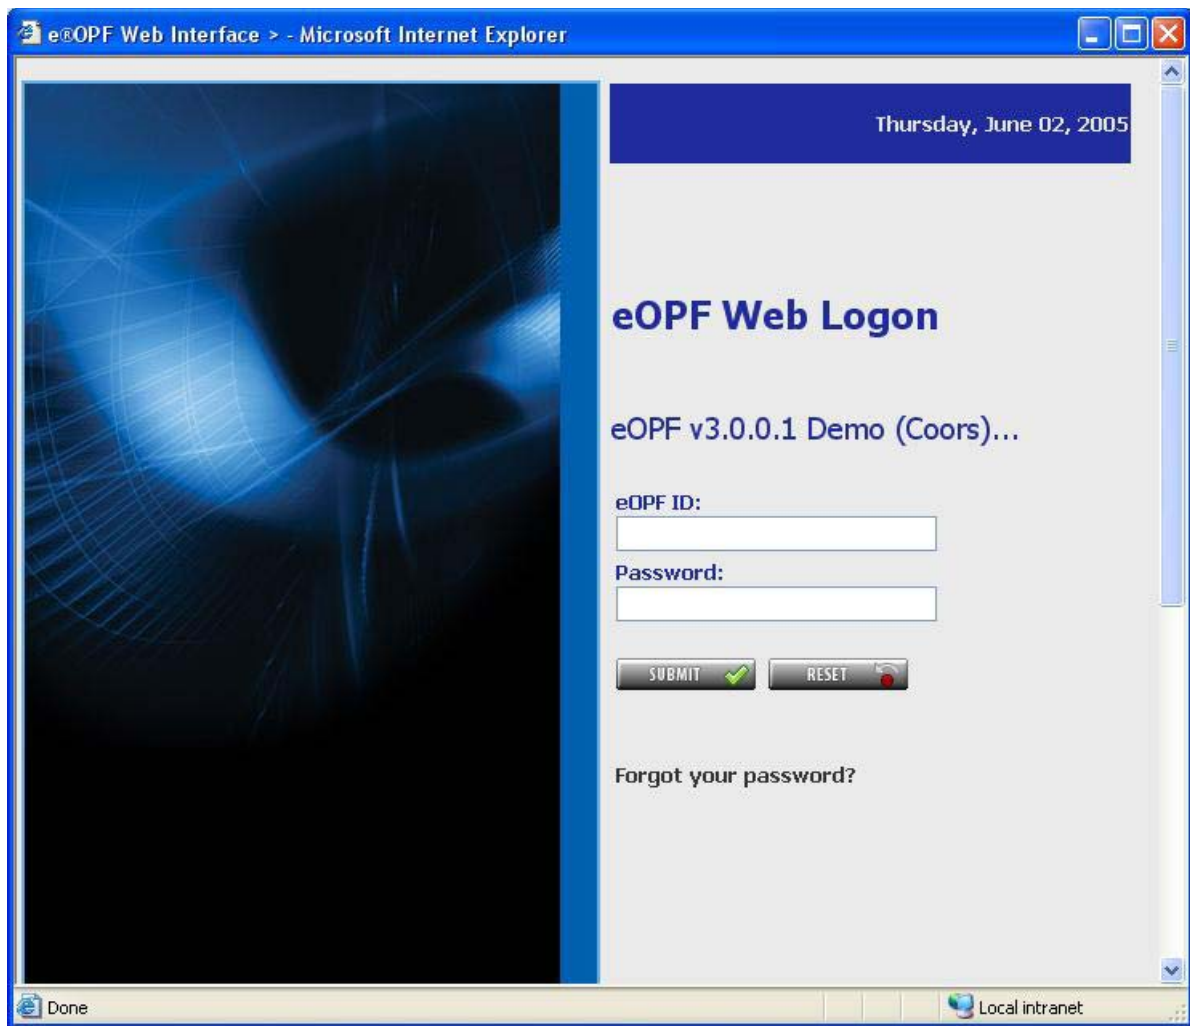 e®OPF Web Interface > - Microsoft Internet Explorer
Thursday, June 02, 2005
eOPF Web Logon
eOPF v3.0.0.1 Demo (Coors)...
eOPF ID:
Password:
SUBMIT RESET
Forgot your password?
Done Local intranet